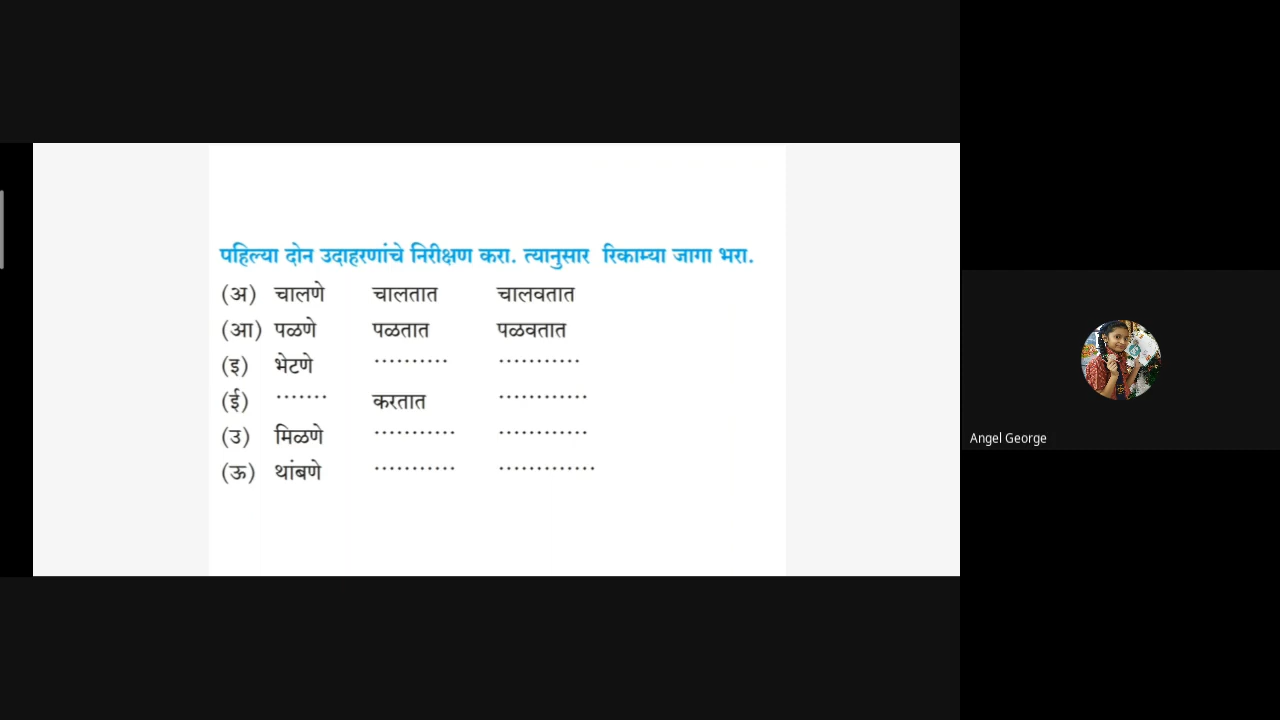 पहिल्या दोन उदाहरणांचे निरीक्षण करा. त्यानुसार रिकाम्या जागा भरा.
(अ) चालणे चालतात चालवतात
(आ) पळणे पळतात पळवतात
(इ) भेटणे .......... ...........
(ई) ....... करतात ............
(उ) मिळणे ........... ............
(ऊ) थांबणे ........... .............
Angel George